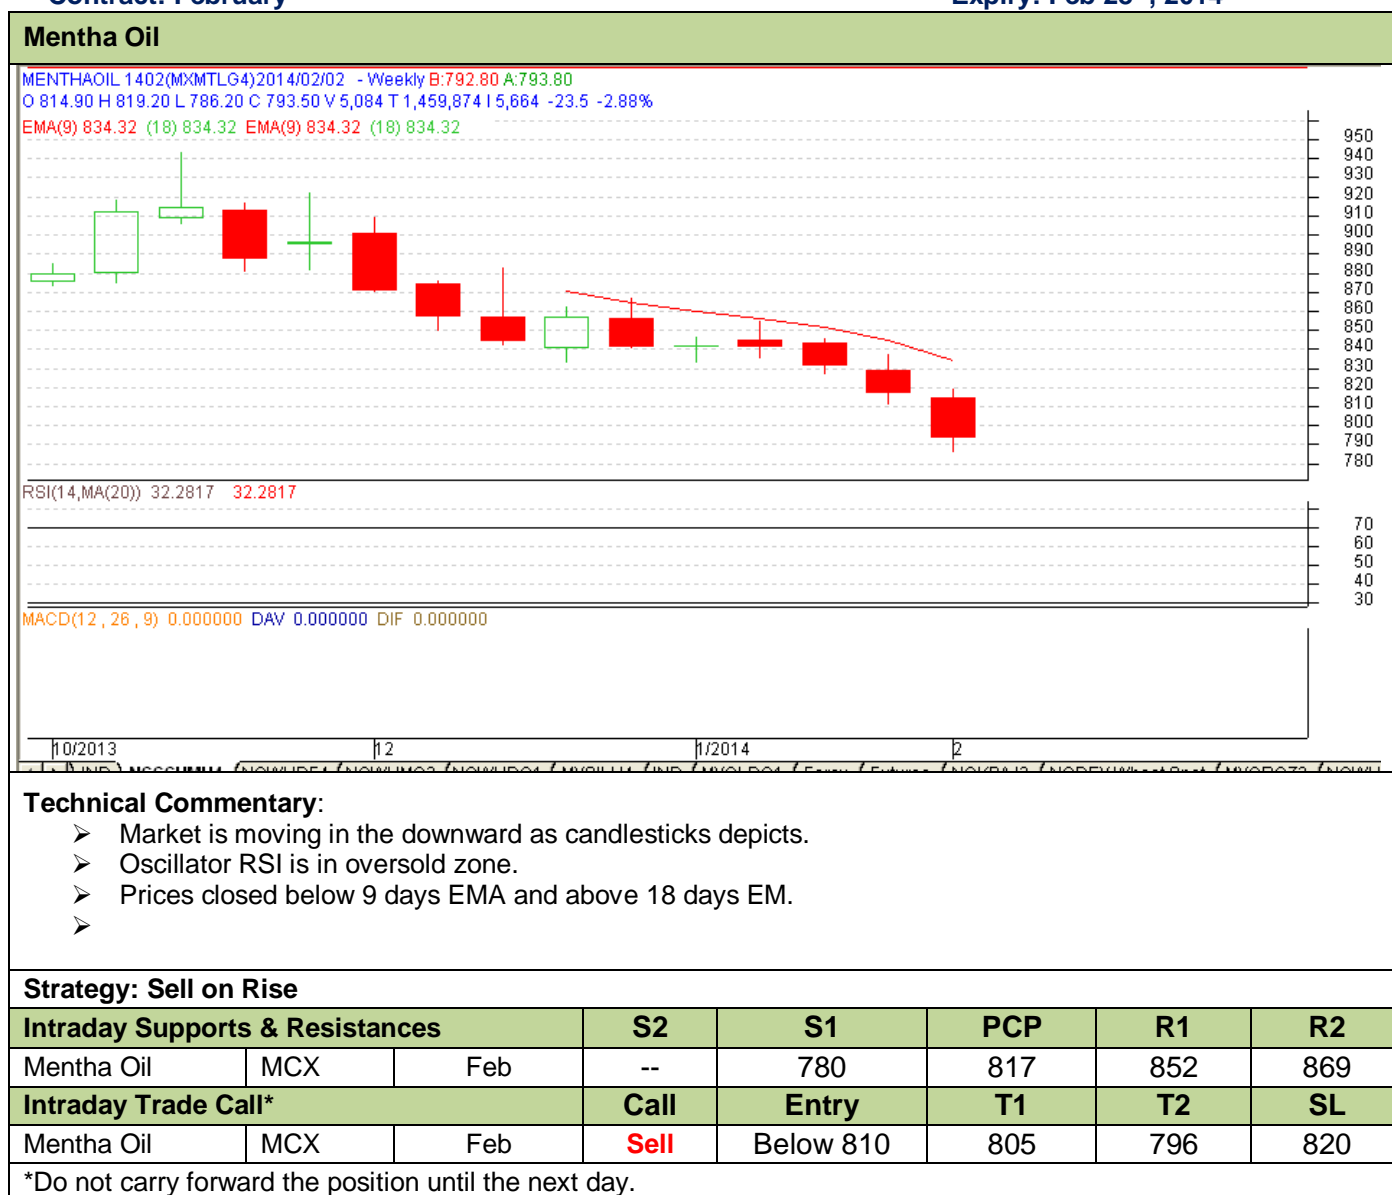 Contract: February Expiry: Feb 2014
Mentha Oil
MENTHAOIL 1402(MXMTLG4)2014/02/02 - Weekly B:792.80 A:793.80
O 814.90 H 819.20 L 786.20 C 793.50 V 5,084 T 1,459,874 I 5,664 -23.5 -2.88%
EMA(9) 834.32 (18) 834.32 EMA(9) 834.32 (18) 834.32
950
940
930
920
910
900
890
880
870
860
850
840
830
820
810
800
790
780
RSI(14,MA(20)) 32.2817 32.2817
70
60
50
40
30
MACD(12 , 26 , 9) 0.000000 DAV 0.000000 DIF 0.000000
10/2013 12 1/2014 2
Technical Commentary:
➢ Market is moving in the downward as candlesticks depicts.
➢ Oscillator RSI is in oversold zone.
➢ Prices closed below 9 days EMA and above 18 days EM.
➢
Strategy: Sell on Rise
Intraday Supports & Resistances S2 S1 PCP R1 R2
Mentha Oil MCX Feb -- 780 817 852 869
Intraday Trade Call* Call Entry T1 T2 SL
Mentha Oil MCX Feb Sell Below 810 805 796 820
*Do not carry forward the position until the next day.